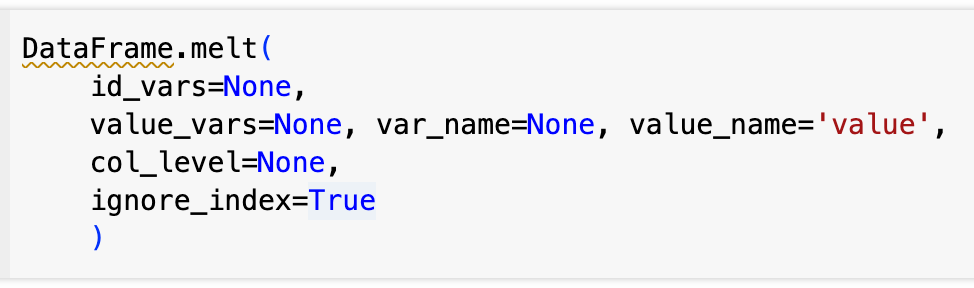 DataFrame.melt(
    id_vars=None,
    value_vars=None, var_name=None, value_name='value',
    col_level=None,
    ignore_index=True
    )